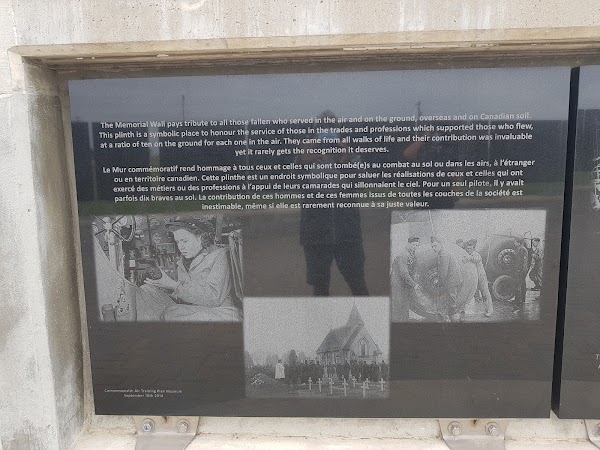 The Memorial Wall pays tribute to all those fallen who served in the air and on the ground, overseas and on Canadian soil.
This plinth is a symbolic place to honour the service of those in the trades and professions which supported those who flew,
at a ratio of ten on the ground for each one in the air. They came from all walks of life and their contribution was invaluable
yet it rarely gets the recognition it deserves.
Le Mur commémoratif rend hommage à tous ceux et celles qui sont tombé(e)s au combat au sol ou dans les airs, à l'étranger
ou en territoire canadien. Cette plinthe est un endroit symbolique pour saluer les réalisations de ceux et celles qui ont
exercé des métiers ou des professions à l'appui de leurs camarades qui sillonnaient le ciel. Pour un seul pilote, il y avait
parfois dix braves au sol. La contribution de ces hommes et de ces femmes issus de toutes les couches de la société est
inestimable, même si elle est rarement reconnue à sa juste valeur.
Commonwealth Air Training Plan Museum
September 10th 2014